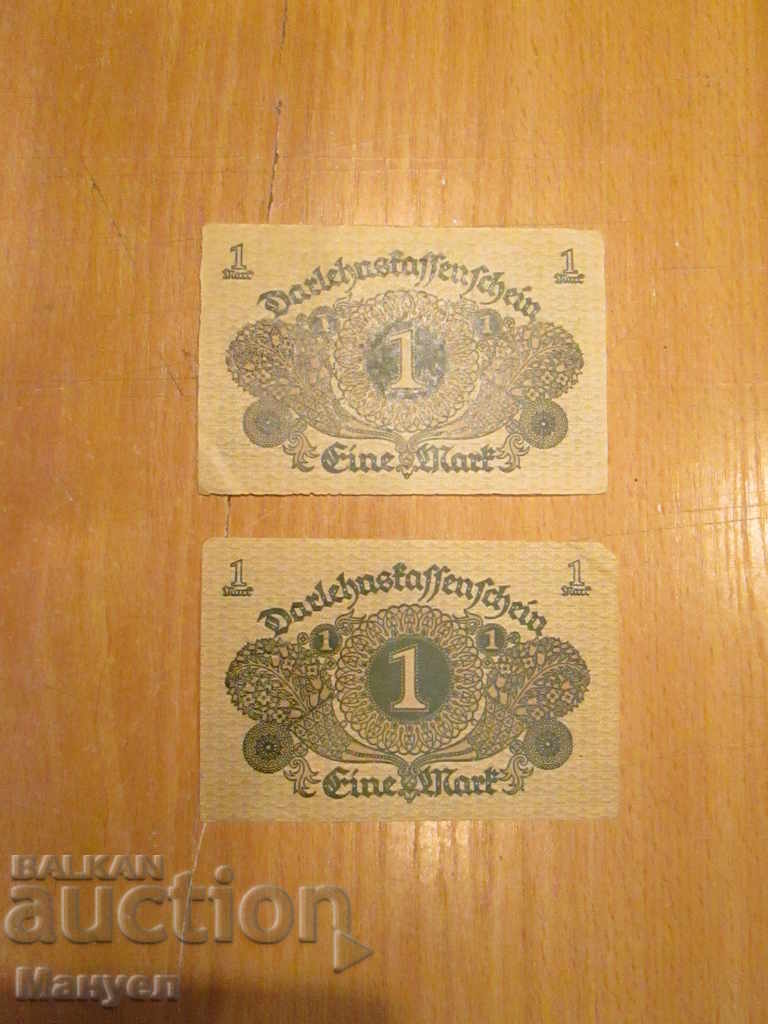 1 1
Mark Mark
Darlehnskassenschein
1 1
1
Eine Mark
1 1
Mark Mark
Darlehnskassenschein
1 1
1
Eine Mark
BALKAN
auction
Макуел